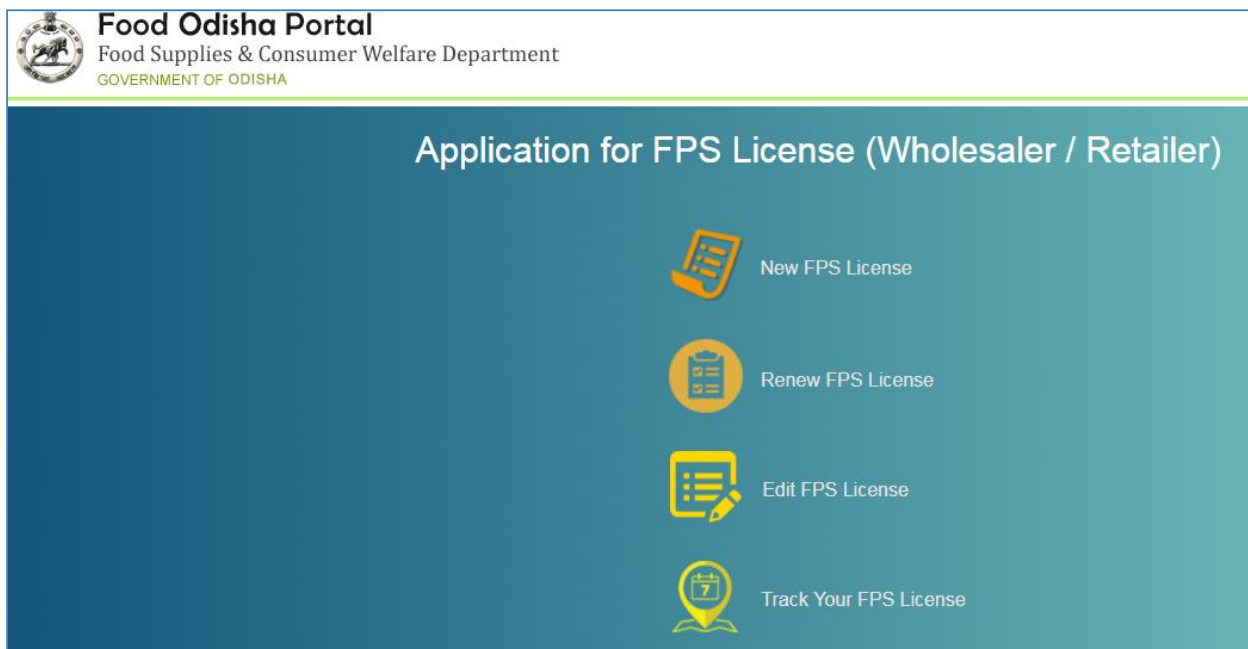 Food Odisha Portal
Food Supplies & Consumer Welfare Department
GOVERNMENT OF ODISHA
Application for FPS License (Wholesaler / Retailer)
New FPS License
Renew FPS License
Edit FPS License
7
Track Your FPS License